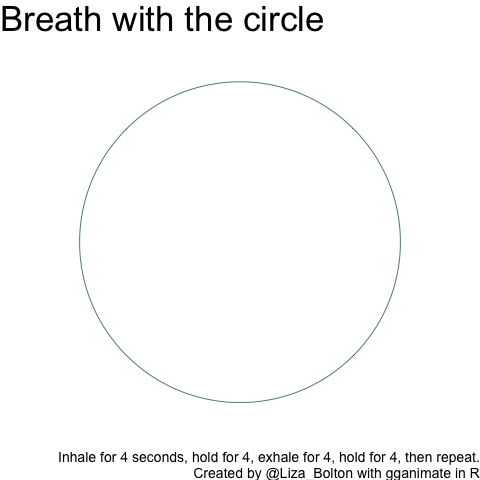 Breath with the circle
Inhale for 4 seconds, hold for 4, exhale for 4, hold for 4, then repeat.
Created by @Liza_Bolton with gganimate in R